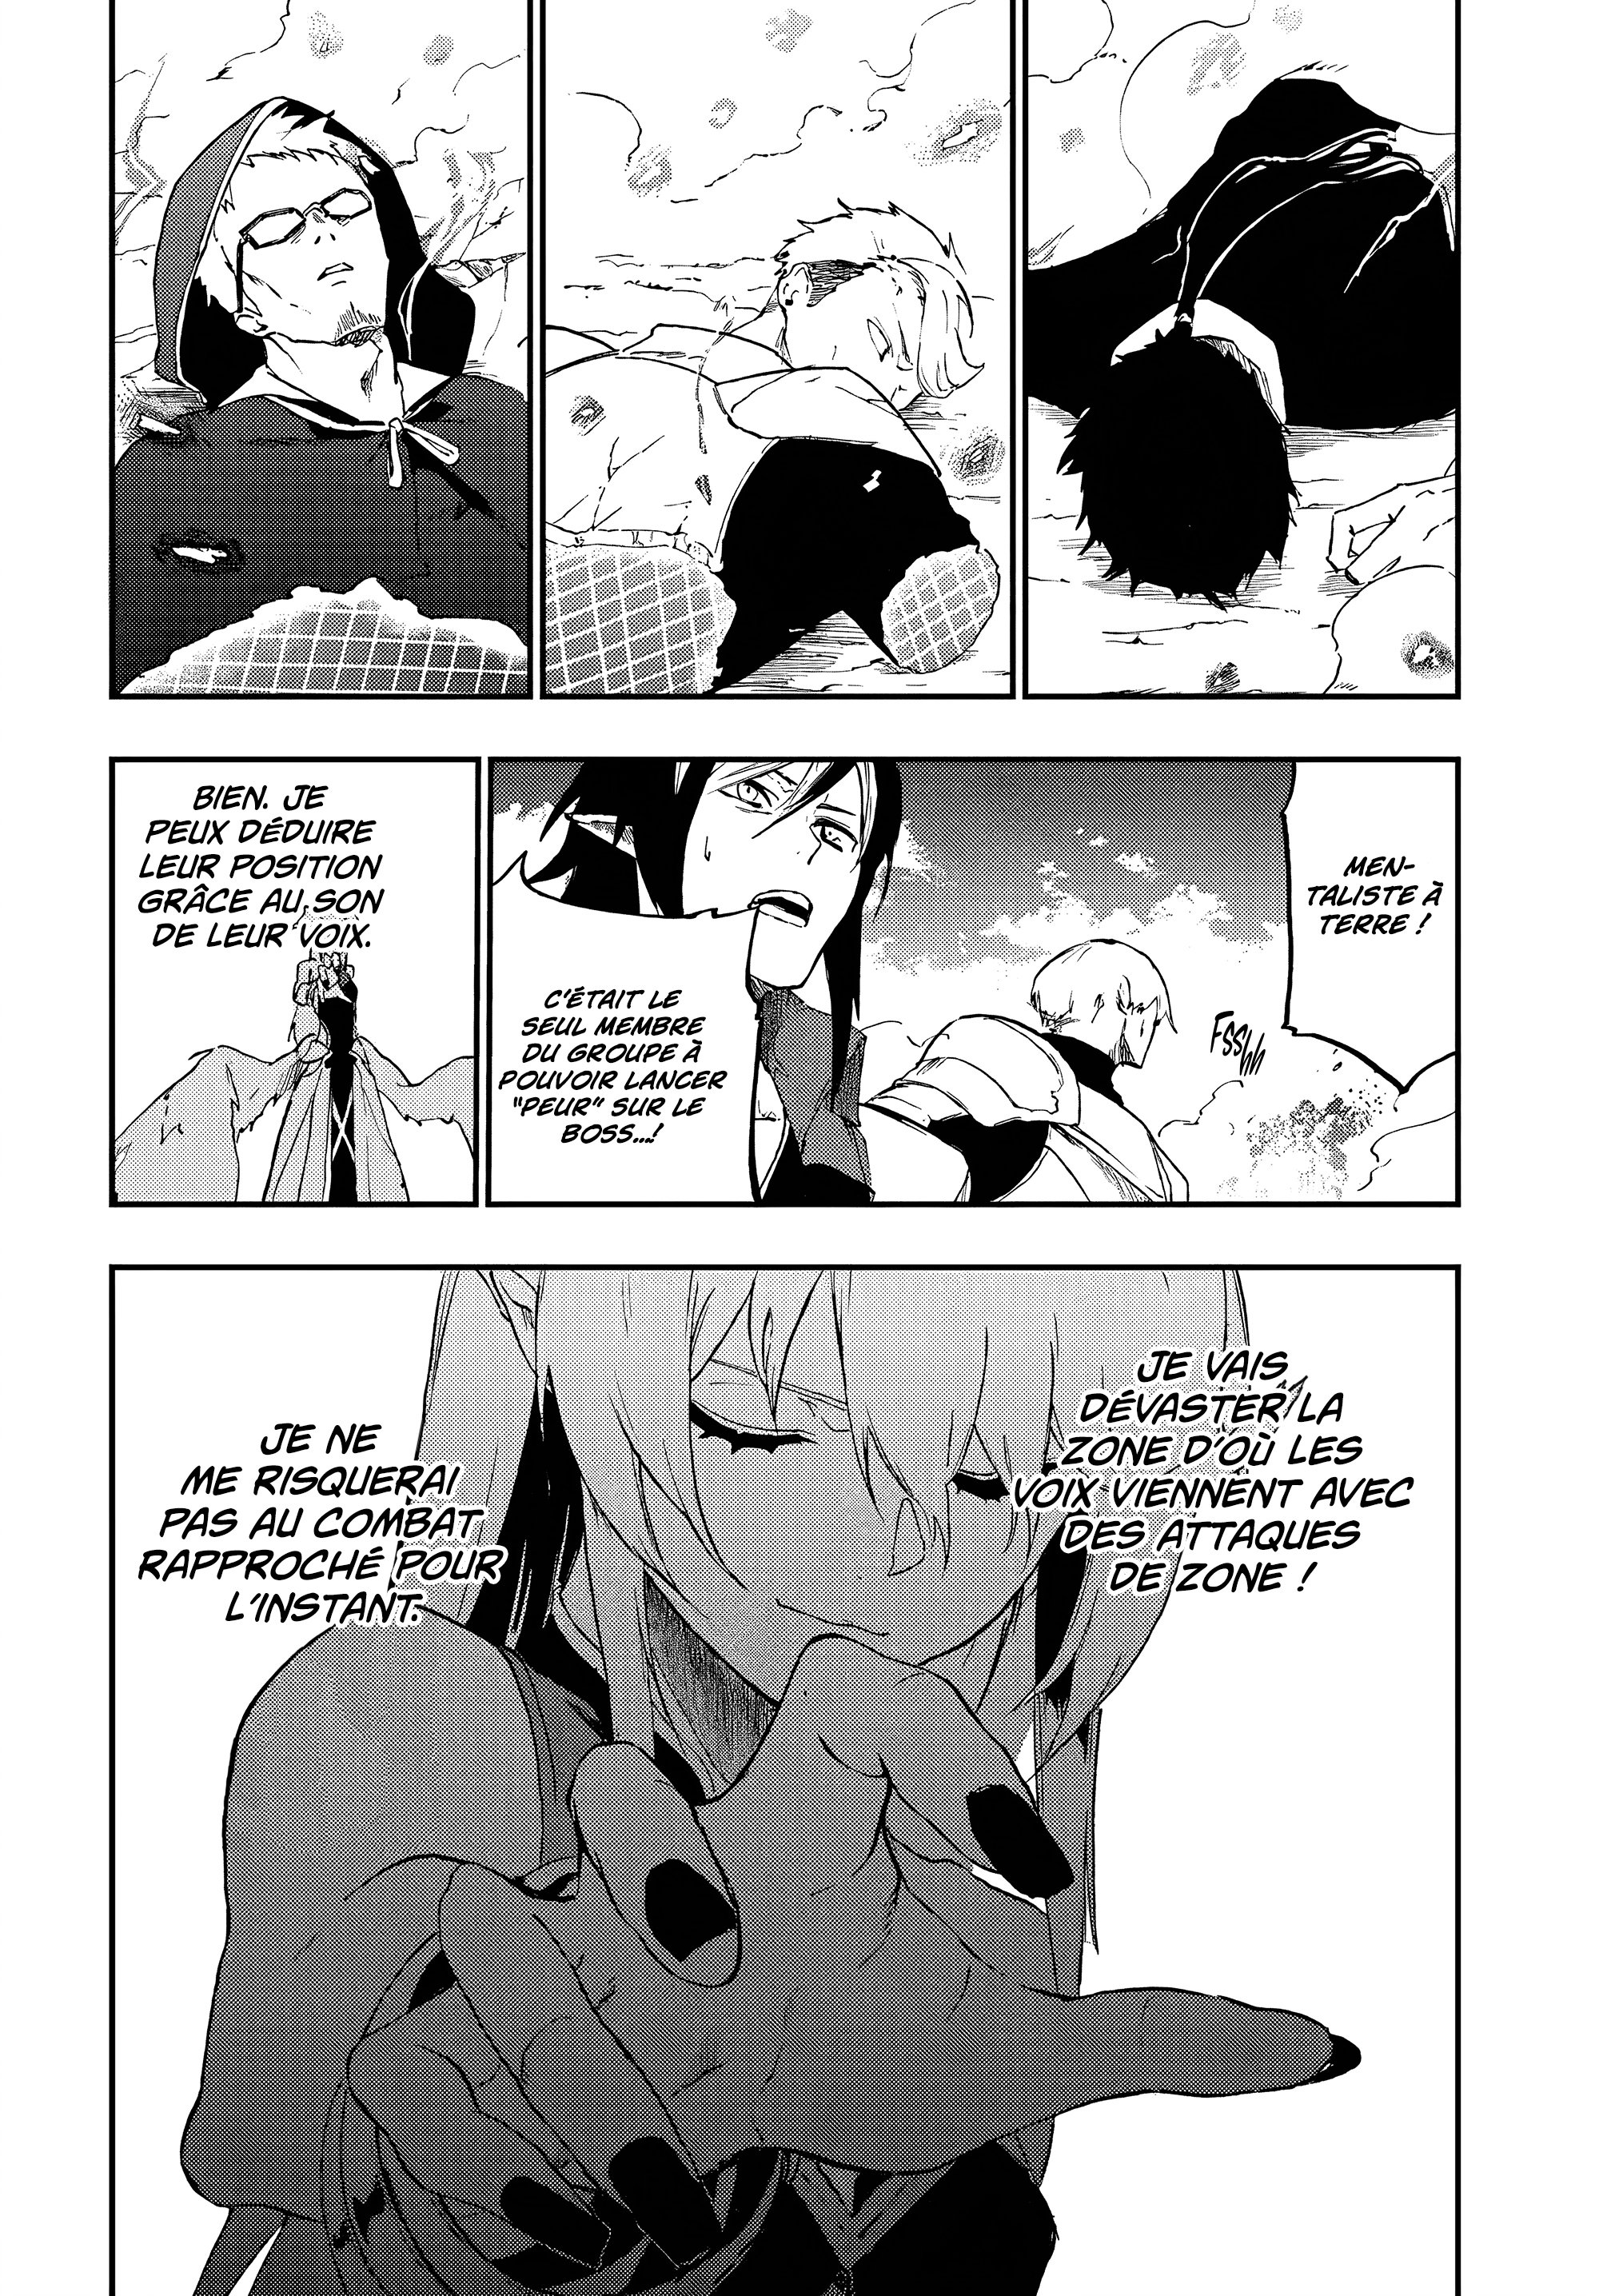 MEN-
TALISTE À
TERRE !
FSShh
C'ÉTAIT LE
SEUL MEMBRE
DU GROUPE À
POUVOIR LANCER
"PEUR" SUR LE
BOSS...!
BIEN. JE
PEUX DÉDUIRE
LEUR POSITION
GRÂCE AU SON
DE LEUR VOIX.
JE VAIS
DÉVASTER LA
ZONE D'OÙ LES
VOIX VIENNENT AVEC
DES ATTAQUES
DE ZONE !
JE NE
ME RISQUERAI
PAS AU COMBAT
RAPPROCHÉ POUR
L'INSTANT.